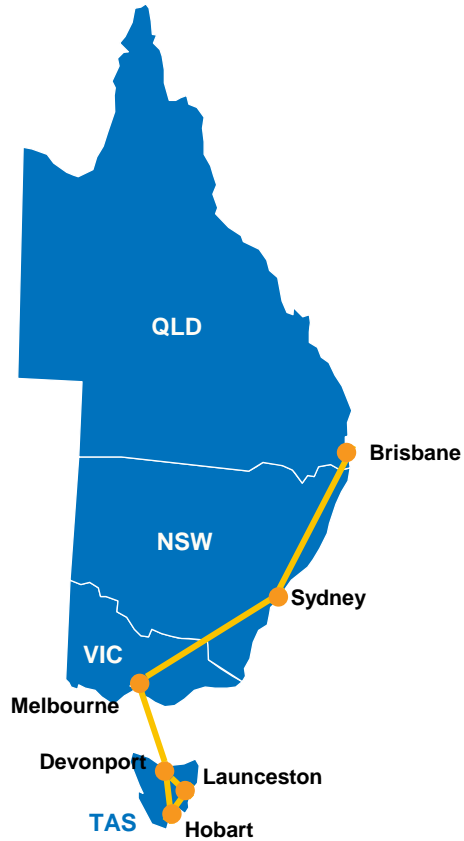 QLD
Brisbane
NSW
Sydney
VIC
Melbourne
Devonport
Launceston
TAS
Hobart